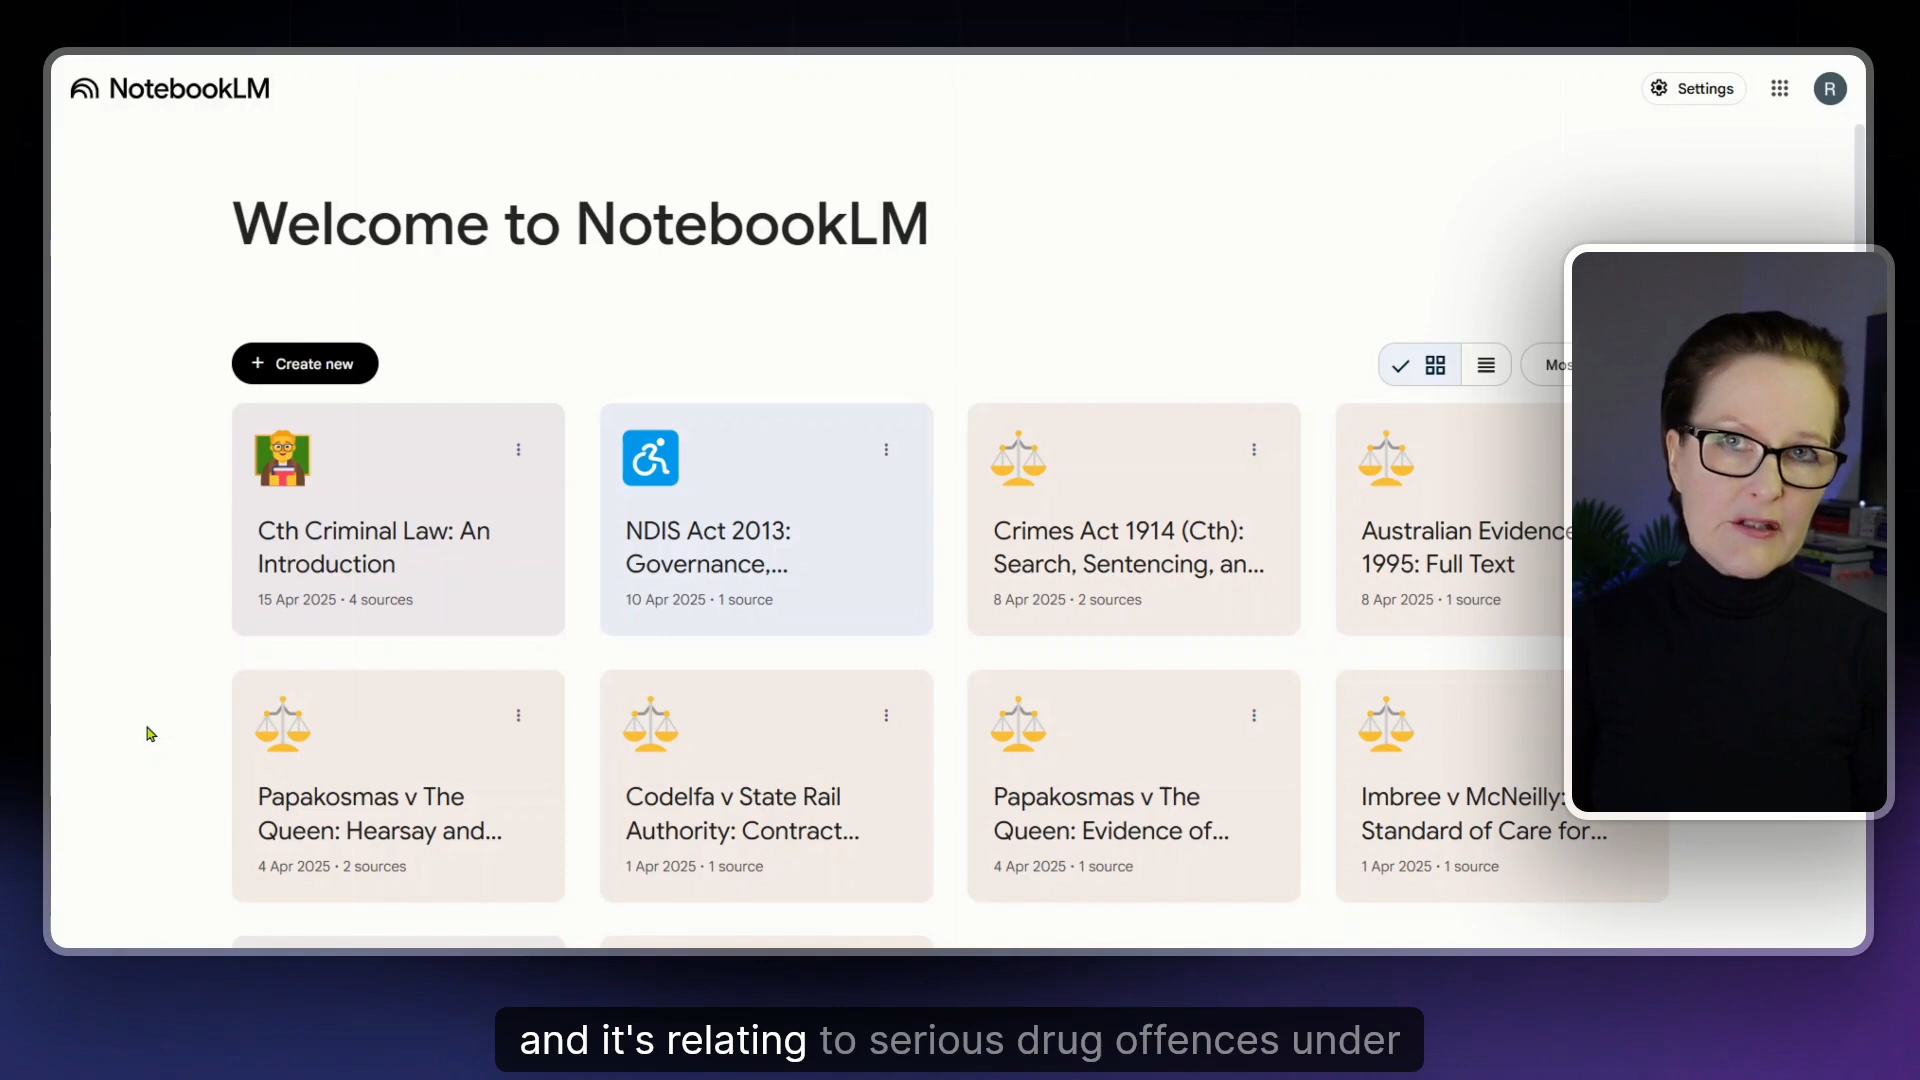 NotebookLM
Settings
R
Welcome to NotebookLM
+ Create new
Mos
Cth Criminal Law: An
Introduction
15 Apr 2025 • 4 sources
NDIS Act 2013:
Governance,...
10 Apr 2025 • 1 source
Crimes Act 1914 (Cth):
Search, Sentencing, an...
8 Apr 2025 • 2 sources
Australian Evidence
1995: Full Text
8 Apr 2025 • 1 source
Papakosmas v The
Queen: Hearsay and...
4 Apr 2025 • 2 sources
Codelfa v State Rail
Authority: Contract...
1 Apr 2025 • 1 source
Papakosmas v The
Queen: Evidence of...
4 Apr 2025 • 1 source
Imbree v McNeilly:
Standard of Care for...
1 Apr 2025 • 1 source
and it's relating to serious drug offences under